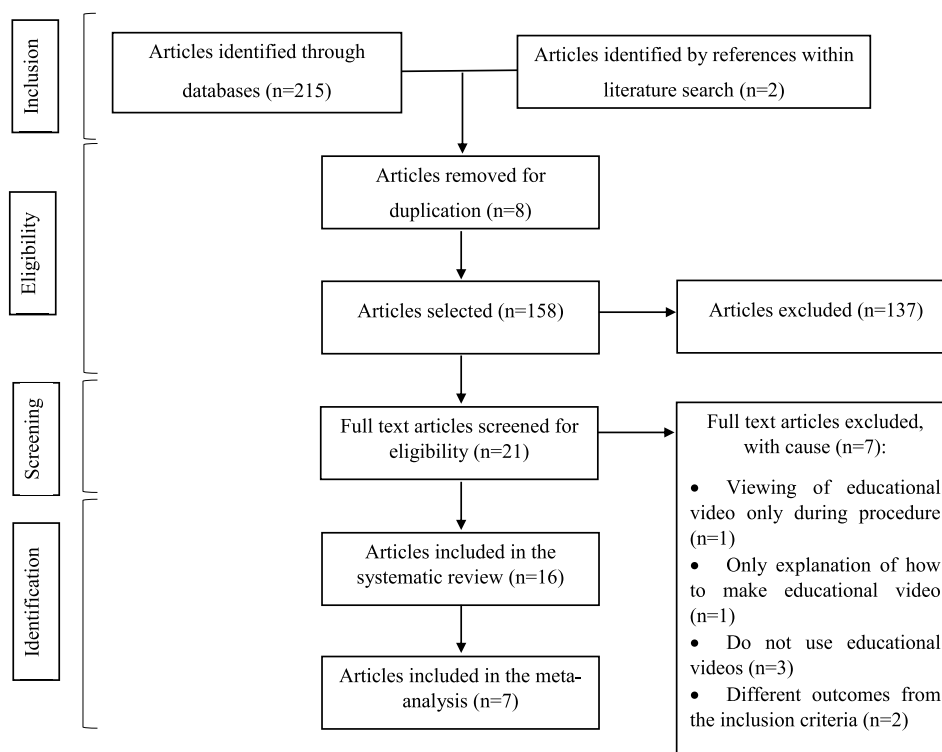 Inclusion
Articles identified through
databases (n=215)
Articles identified by references within
literature search (n=2)
Eligibility
Articles removed for
duplication (n=8)
Articles selected (n=158)
Articles excluded (n=137)
Screening
Full text articles screened for
eligibility (n=21)
Full text articles excluded,
with cause (n=7):
• Viewing of educational
video only during procedure
(n=1)
• Only explanation of how
to make educational video
(n=1)
• Do not use educational
videos (n=3)
• Different outcomes from
the inclusion criteria (n=2)
Identification
Articles included in the
systematic review (n=16)
Articles included in the meta-
analysis (n=7)